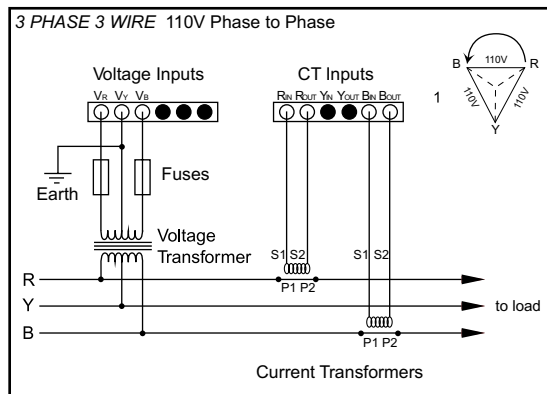 3 PHASE 3 WIRE 110V Phase to Phase
Voltage Inputs
CT Inputs
VR VY VB
RIN ROUT YIN YOUT BIN BOUT
1
B
110V
R
110V
110V
Y
Earth
Fuses
Voltage
Transformer
S1 S2
S1 S2
R
P1 P2
Y
to load
B
P1 P2
Current Transformers